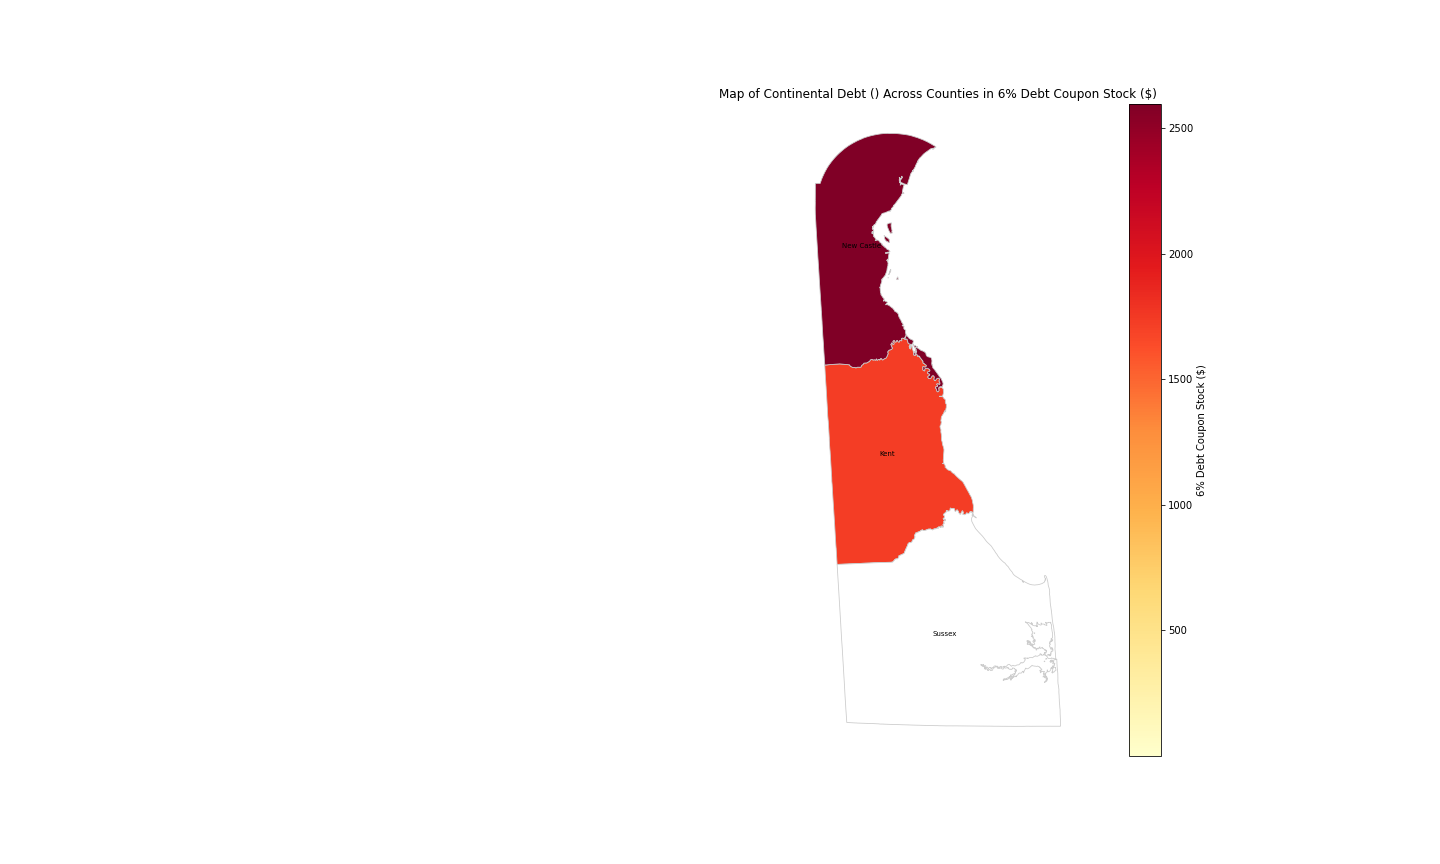 Map of Continental Debt () Across Counties in 6% Debt Coupon Stock ($)
2500
New Castle
2000
1500
6% Debt Coupon Stock ($)
Kent
1000
Sussex
500